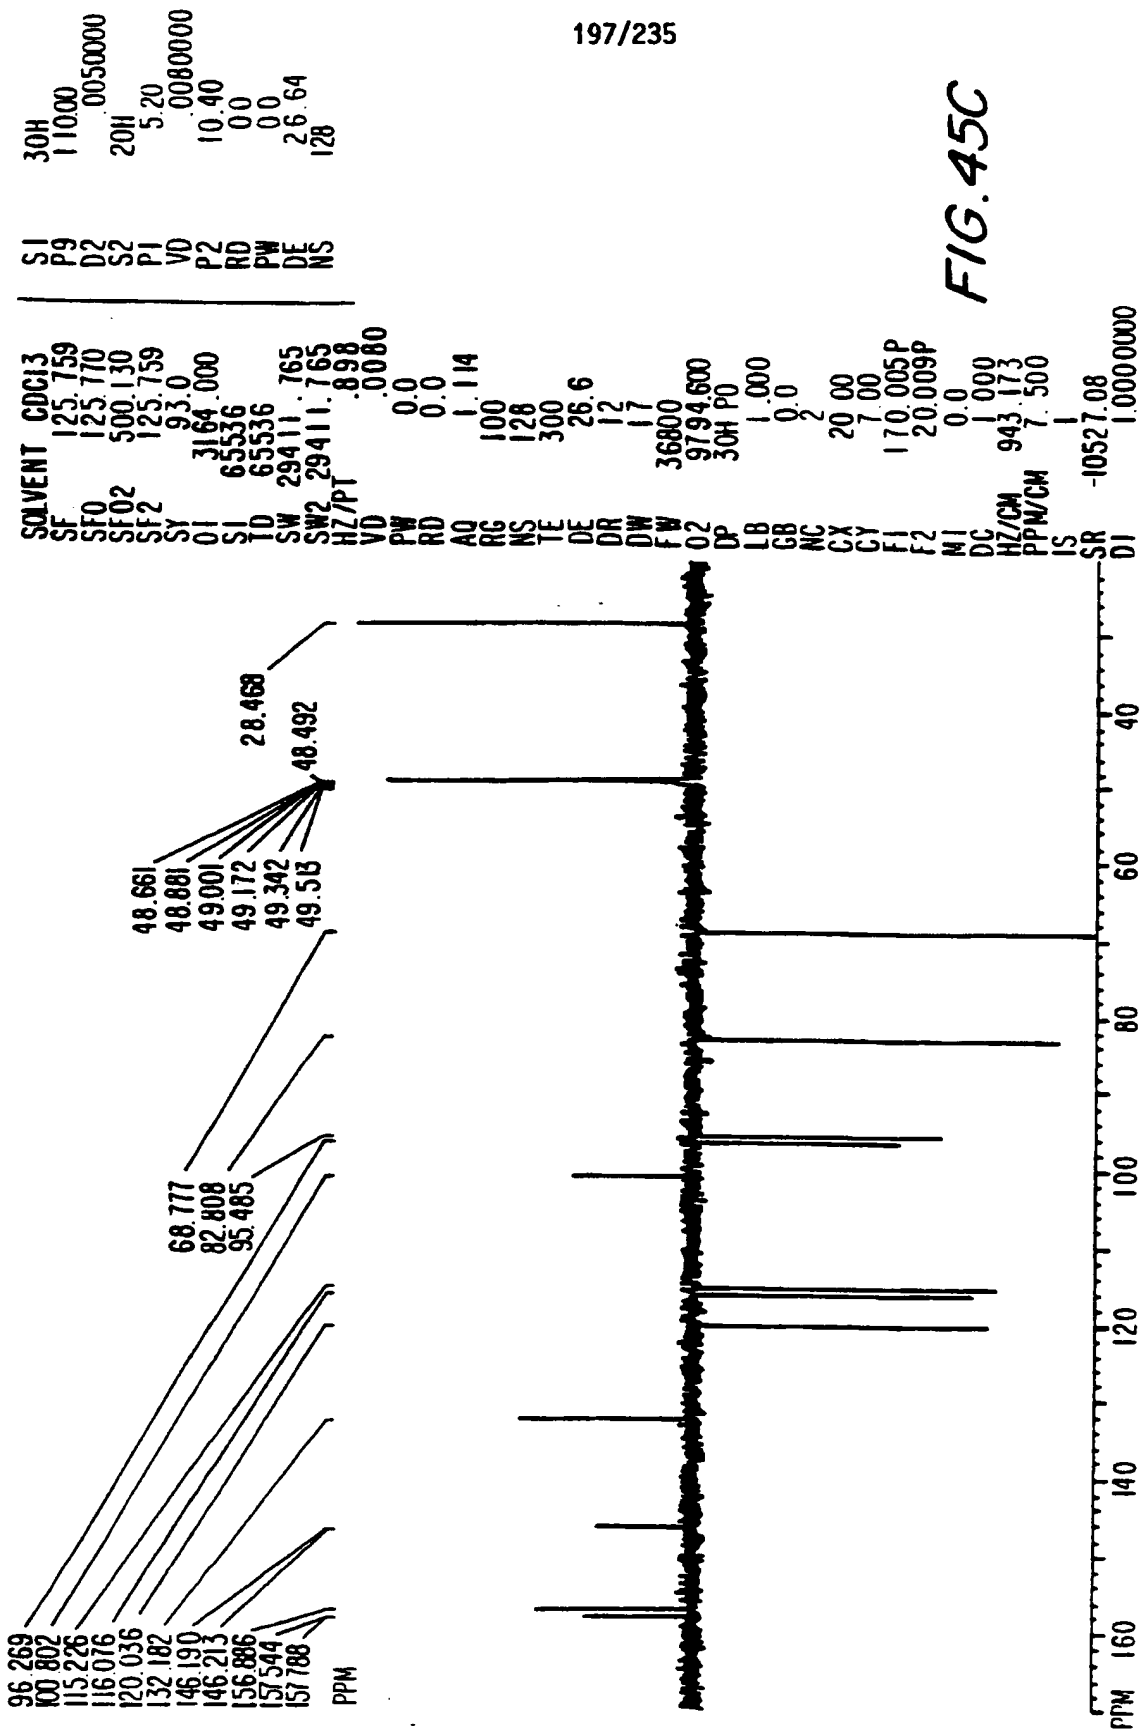 197/235
SOLVENT CDCl3
SF 125.759
SFO 125.770
SFO2 500.130
SF2 125.759
SY 93.0
O1 3164.000
SI 65536
TD 65536
SW 29411.765
SW2 29411.765
HZ/PT .898
VD .0080
PW 0.0
RD 0.0
AQ 1.114
RG 100
NS 128
TE 300
DE 26.6
DR 12
DW 17
FW 36800
O2 9794.600
DP 30H PO
LB 1.000
GB 0.0
NC 2
CX 20.00
CY 7.00
F1 170.005P
F2 20.009P
M1 0.0
DC 1.000
HZ/CM 943.173
PPM/CM 7.500
IS 1
SR -10527.08
D1 1.0000000
S1 30H
P9 110.00
D2 .0050000
S2 20H
P1 5.20
VD .0080000
P2 10.40
RD 0.0
PW 0.0
DE 26.64
NS 128
96.269
100.802
115.226
116.076
120.036
132.182
146.190
146.213
156.886
157.544
157.788
PPM
68.777
82.808
95.485
48.661
48.881
49.001
49.172
49.342
49.513
48.492
28.468
PPM 160 140 120 100 80 60 40
FIG. 45C